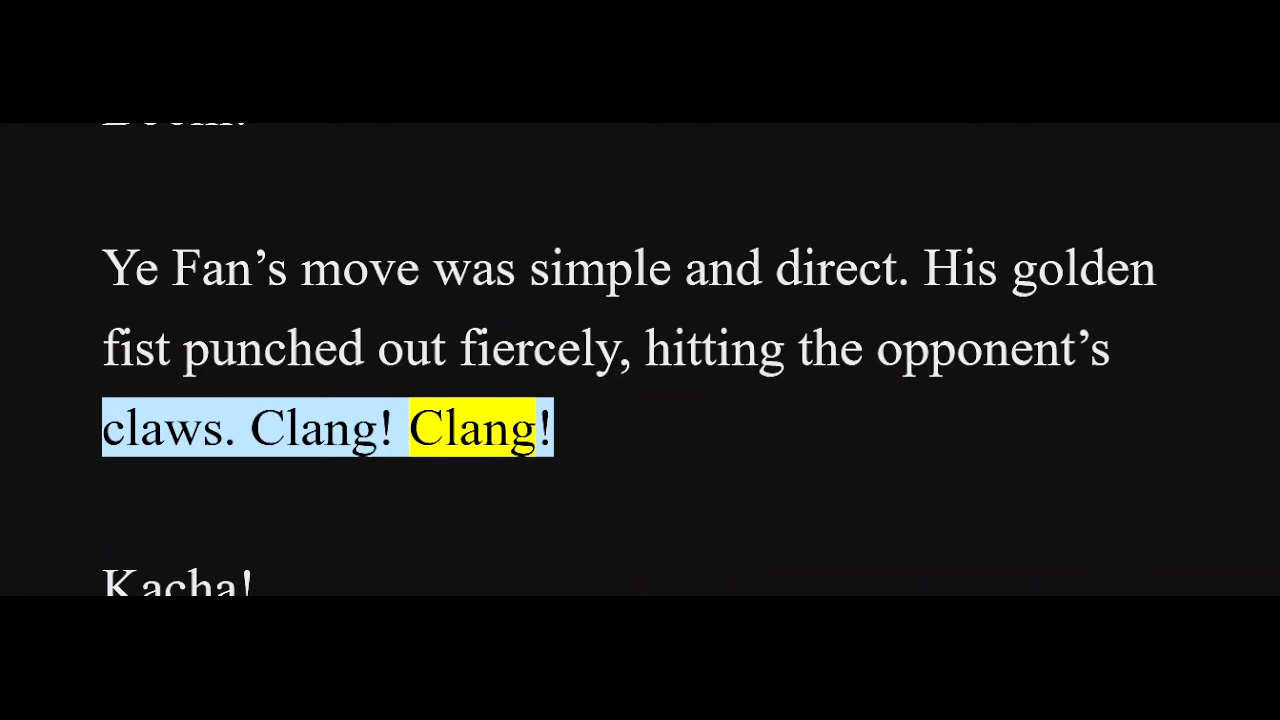 Ye Fan’s move was simple and direct. His golden
fist punched out fiercely, hitting the opponent’s
claws. Clang! Clang!
Kacha!